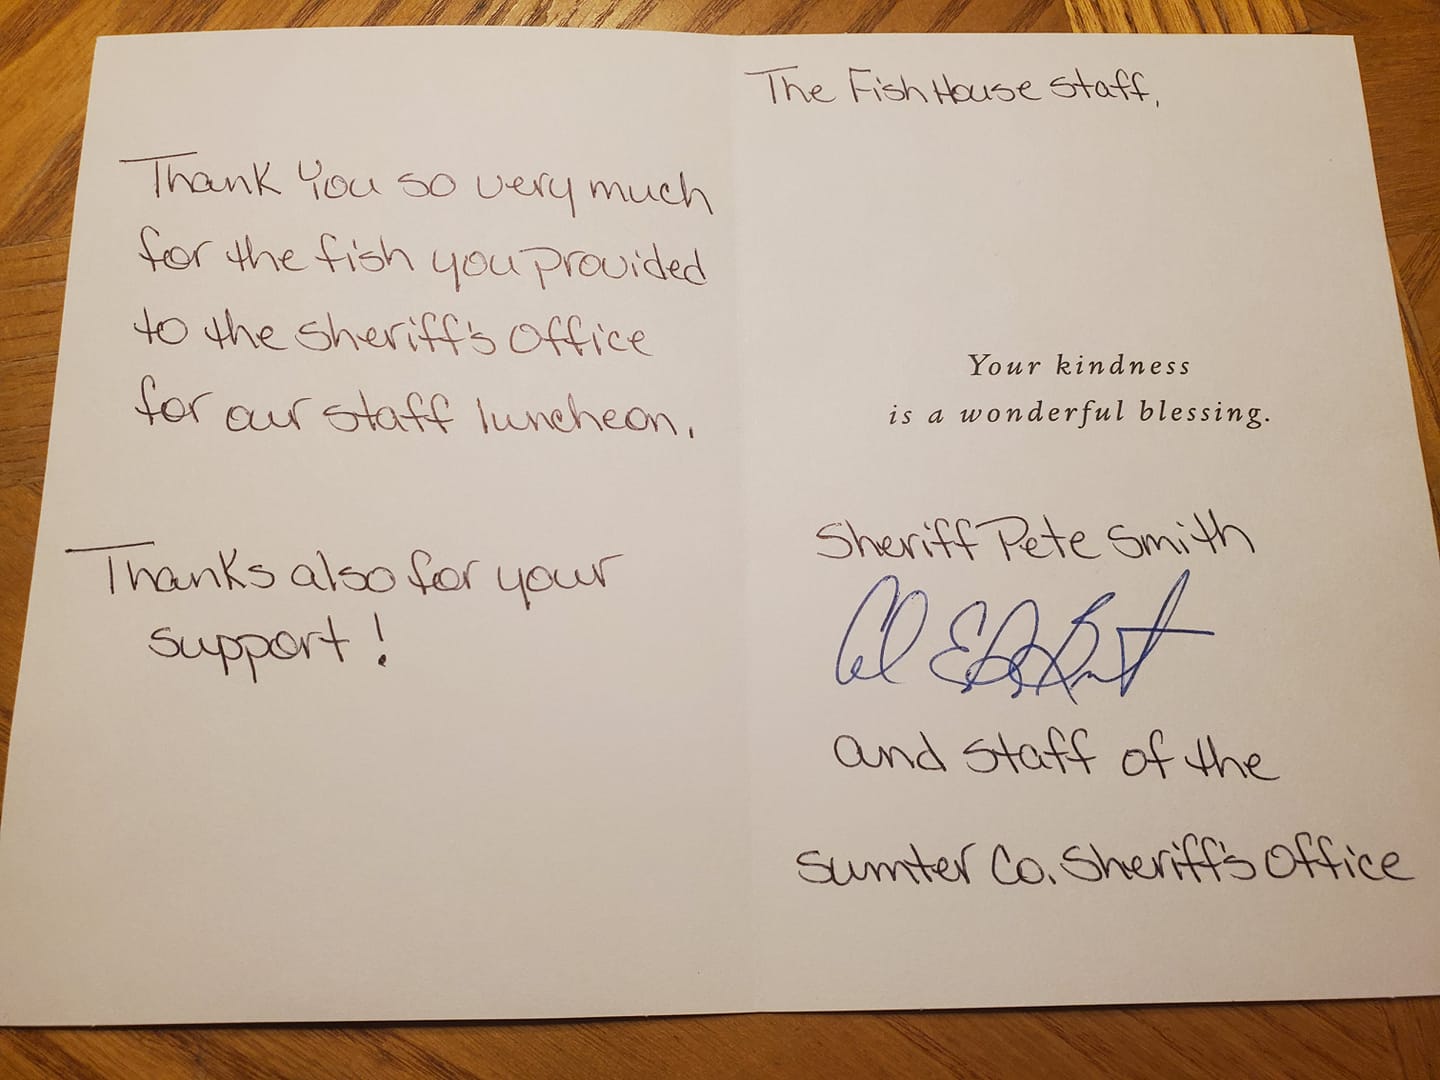 The Fish House Staff,
Thank You so very much
for the fish you provided
to the Sheriff's Office
for our staff luncheon.
Thanks also for your
support!
Your kindness
is a wonderful blessing.
Sheriff Pete Smith
and staff of the
Sumter Co. Sheriff's Office